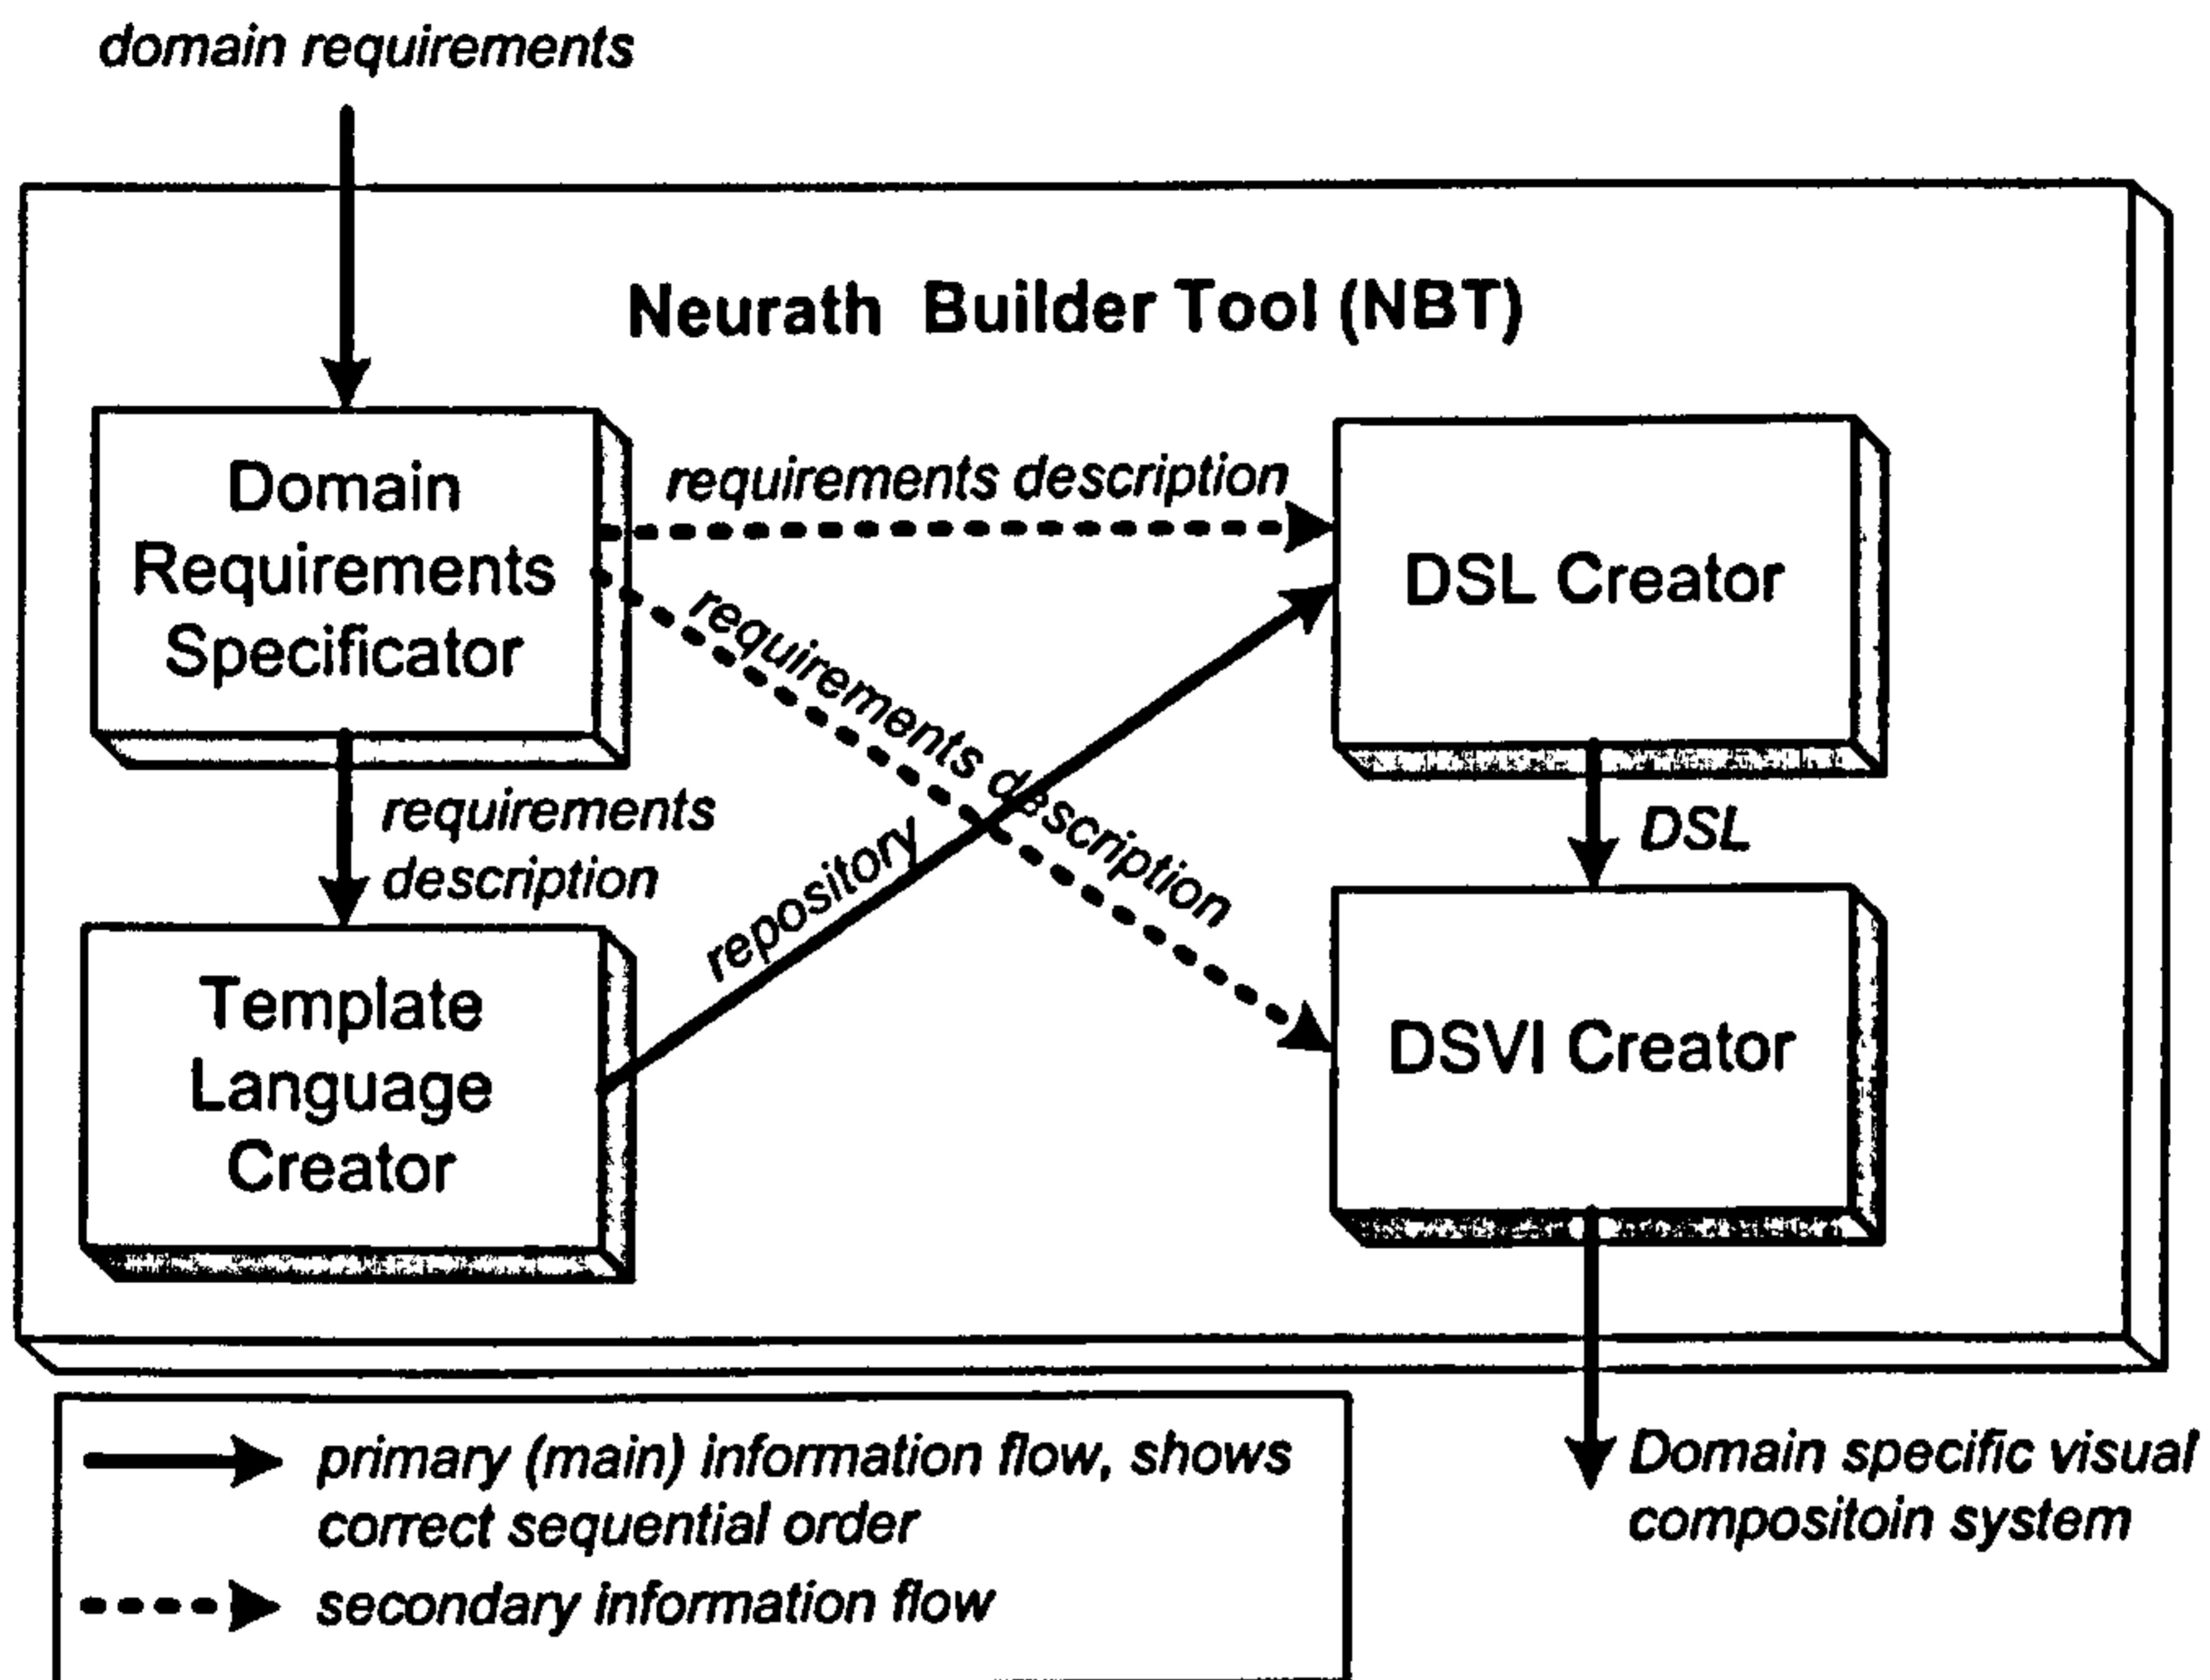 domain requirements
Neurath Builder Tool (NBT)
Domain
Requirements
Specificator
requirements description
DSL Creator
requirements description
requirements
description
repository
DSL
Template
Language
Creator
DSVI Creator
primary (main) information flow, shows
correct sequential order
secondary information flow
Domain specific visual
compositoin system